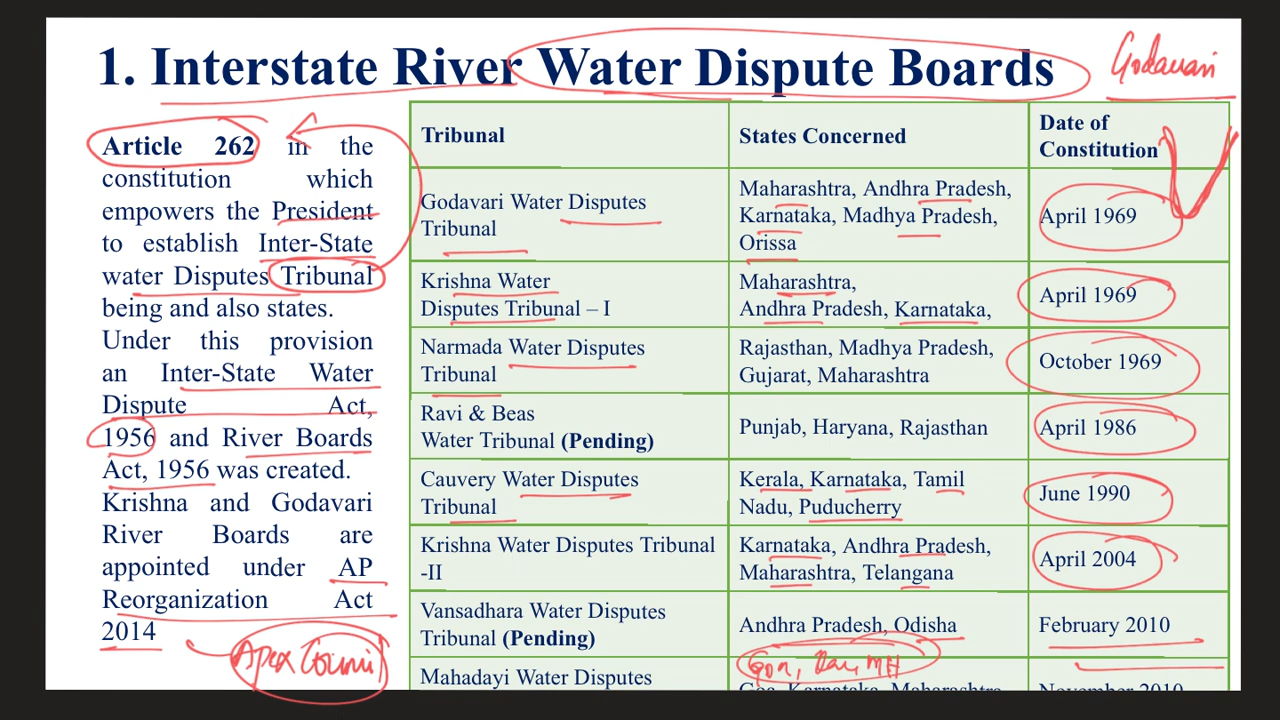 1. Interstate River Water Dispute Boards
Godavari
Article 262 in the
constitution which
empowers the President
to establish Inter-State
water Disputes Tribunal
being and also states.
Under this provision
an Inter-State Water
Dispute Act,
1956 and River Boards
Act, 1956 was created.
Krishna and Godavari
River Boards are
appointed under AP
Reorganization Act
2014
Apex Council
Tribunal
States Concerned
Date of
Constitution
Godavari Water Disputes
Tribunal
Maharashtra, Andhra Pradesh,
Karnataka, Madhya Pradesh,
Orissa
April 1969
Krishna Water
Disputes Tribunal – I
Maharashtra,
Andhra Pradesh, Karnataka,
April 1969
Narmada Water Disputes
Tribunal
Rajasthan, Madhya Pradesh,
Gujarat, Maharashtra
October 1969
Ravi & Beas
Water Tribunal (Pending)
Punjab, Haryana, Rajasthan
April 1986
Cauvery Water Disputes
Tribunal
Kerala, Karnataka, Tamil
Nadu, Puducherry
June 1990
Krishna Water Disputes Tribunal
-II
Karnataka, Andhra Pradesh,
Maharashtra, Telangana
April 2004
Vansadhara Water Disputes
Tribunal (Pending)
Andhra Pradesh, Odisha
February 2010
Mahadayi Water Disputes
Goa, Karnataka, Maharashtra
November 2010